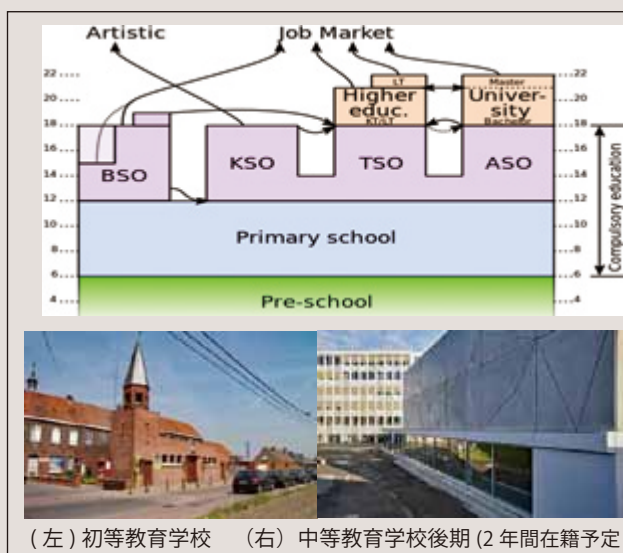 Artistic Job Market
22 22
20 20
18 18
16 16
14 14
12 12
10 10
8 8
6 6
4 4
LT
Higher
educ.
KT/LT
Master
Univer-
sity
Bachelor
BSO
KSO
TSO
ASO
Primary school
Pre-school
Compulsory education
(左) 初等教育学校 （右）中等教育学校後期 (2 年間在籍予定